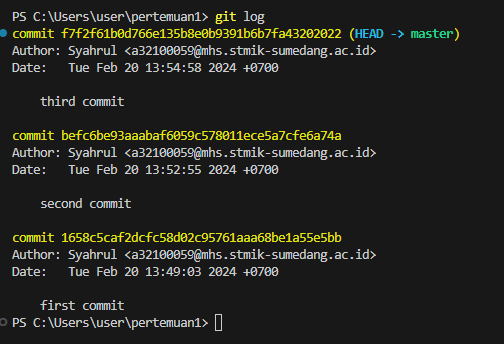 PS C:\Users\user\pertemuan1> git log
commit f7f2f61b0d766e135b8e0b9391b6b7fa43202022 (HEAD -> master)
Author: Syahrul <a32100059@mhs.stmik-sumedang.ac.id>
Date:   Tue Feb 20 13:54:58 2024 +0700
    third commit
commit befc6be93aaabaf6059c578011ece5a7cfe6a74a
Author: Syahrul <a32100059@mhs.stmik-sumedang.ac.id>
Date:   Tue Feb 20 13:52:55 2024 +0700
    second commit
commit 1658c5caf2dcfc58d02c95761aaa68be1a55e5bb
Author: Syahrul <a32100059@mhs.stmik-sumedang.ac.id>
Date:   Tue Feb 20 13:49:03 2024 +0700
    first commit
PS C:\Users\user\pertemuan1>